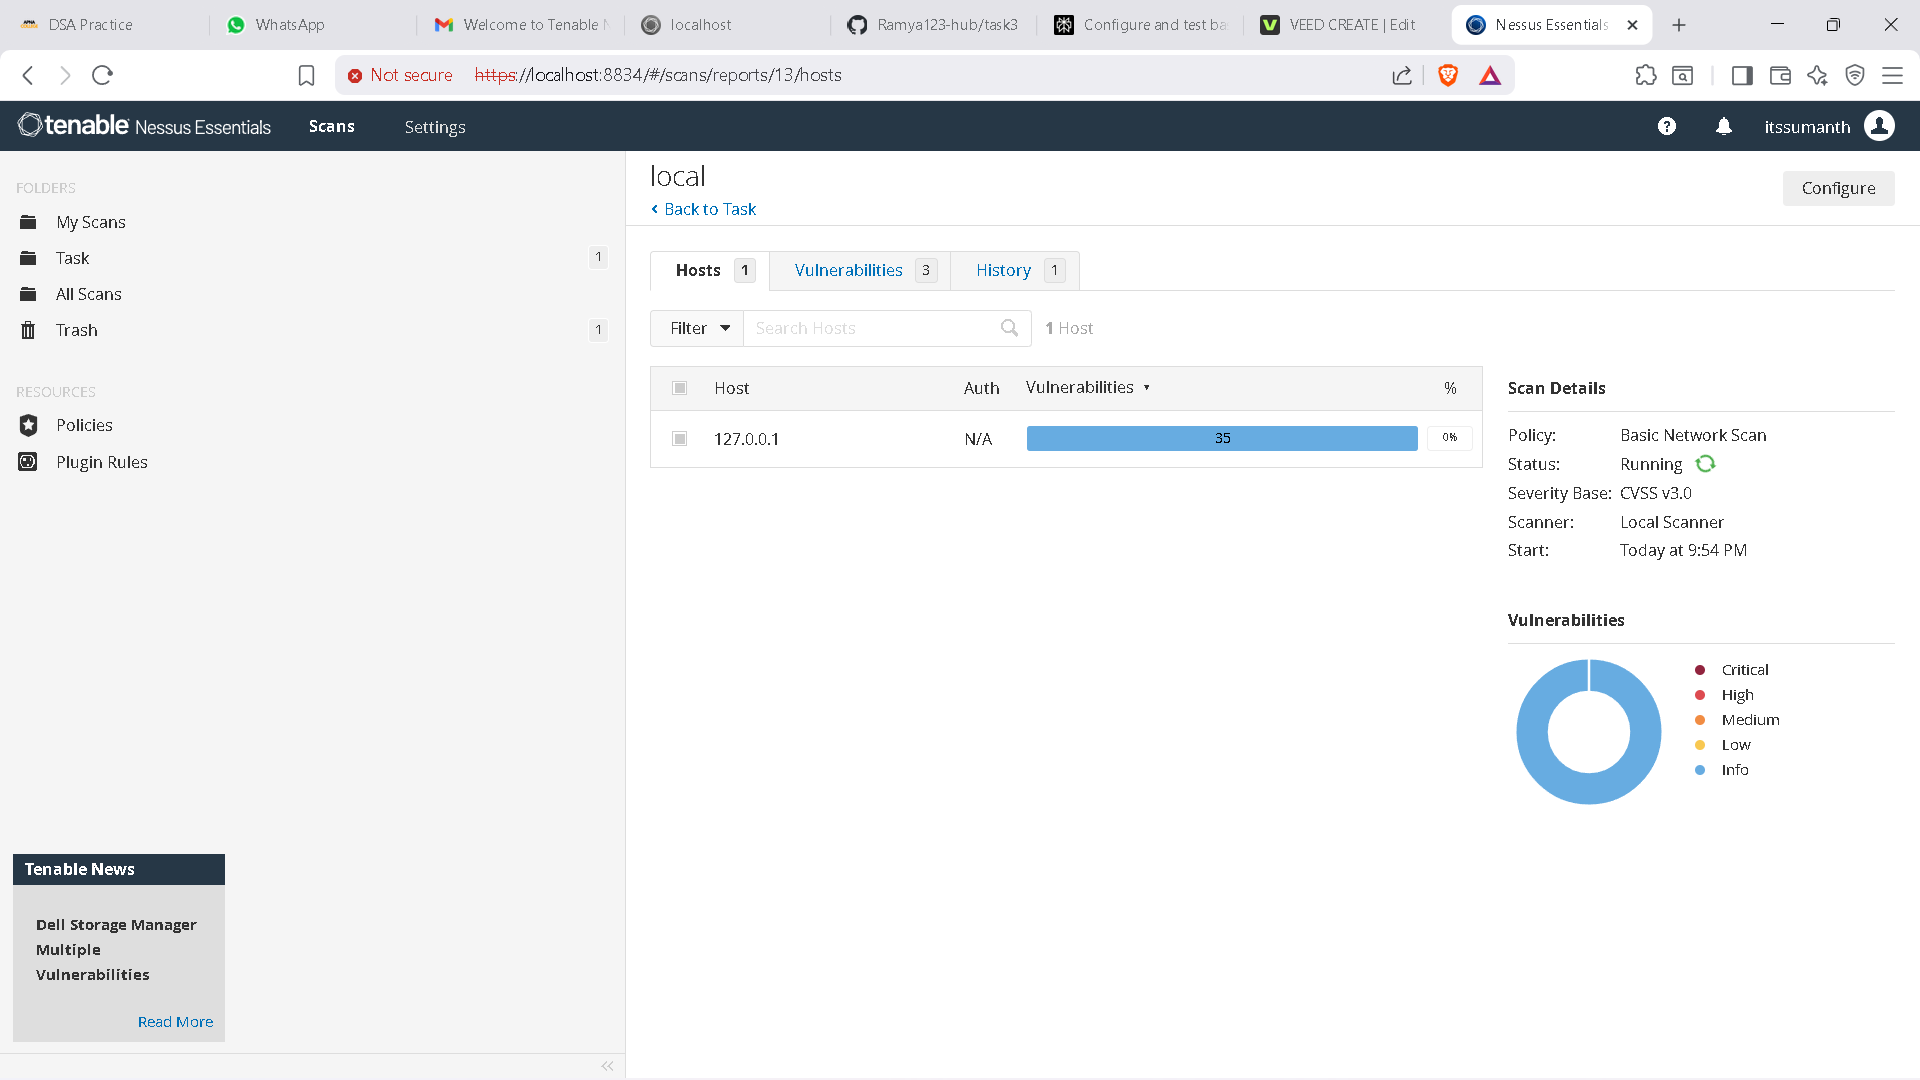 DSA Practice
WhatsApp
Welcome to Tenable N
localhost
Ramya123-hub/task3
Configure and test ba
VEED CREATE | Edit
Nessus Essentials
Not secure https://localhost:8834/#/scans/reports/13/hosts
tenable Nessus Essentials
Scans
Settings
itssumanth
FOLDERS
My Scans
Task 1
All Scans
Trash 1
RESOURCES
Policies
Plugin Rules
Tenable News
Dell Storage Manager
Multiple
Vulnerabilities
Read More
local
Back to Task
Configure
Hosts 1
Vulnerabilities 3
History 1
Filter
Search Hosts
1 Host
Host Auth Vulnerabilities %
127.0.0.1 N/A 35 0%
Scan Details
Policy: Basic Network Scan
Status: Running
Severity Base: CVSS v3.0
Scanner: Local Scanner
Start: Today at 9:54 PM
Vulnerabilities
Critical
High
Medium
Low
Info